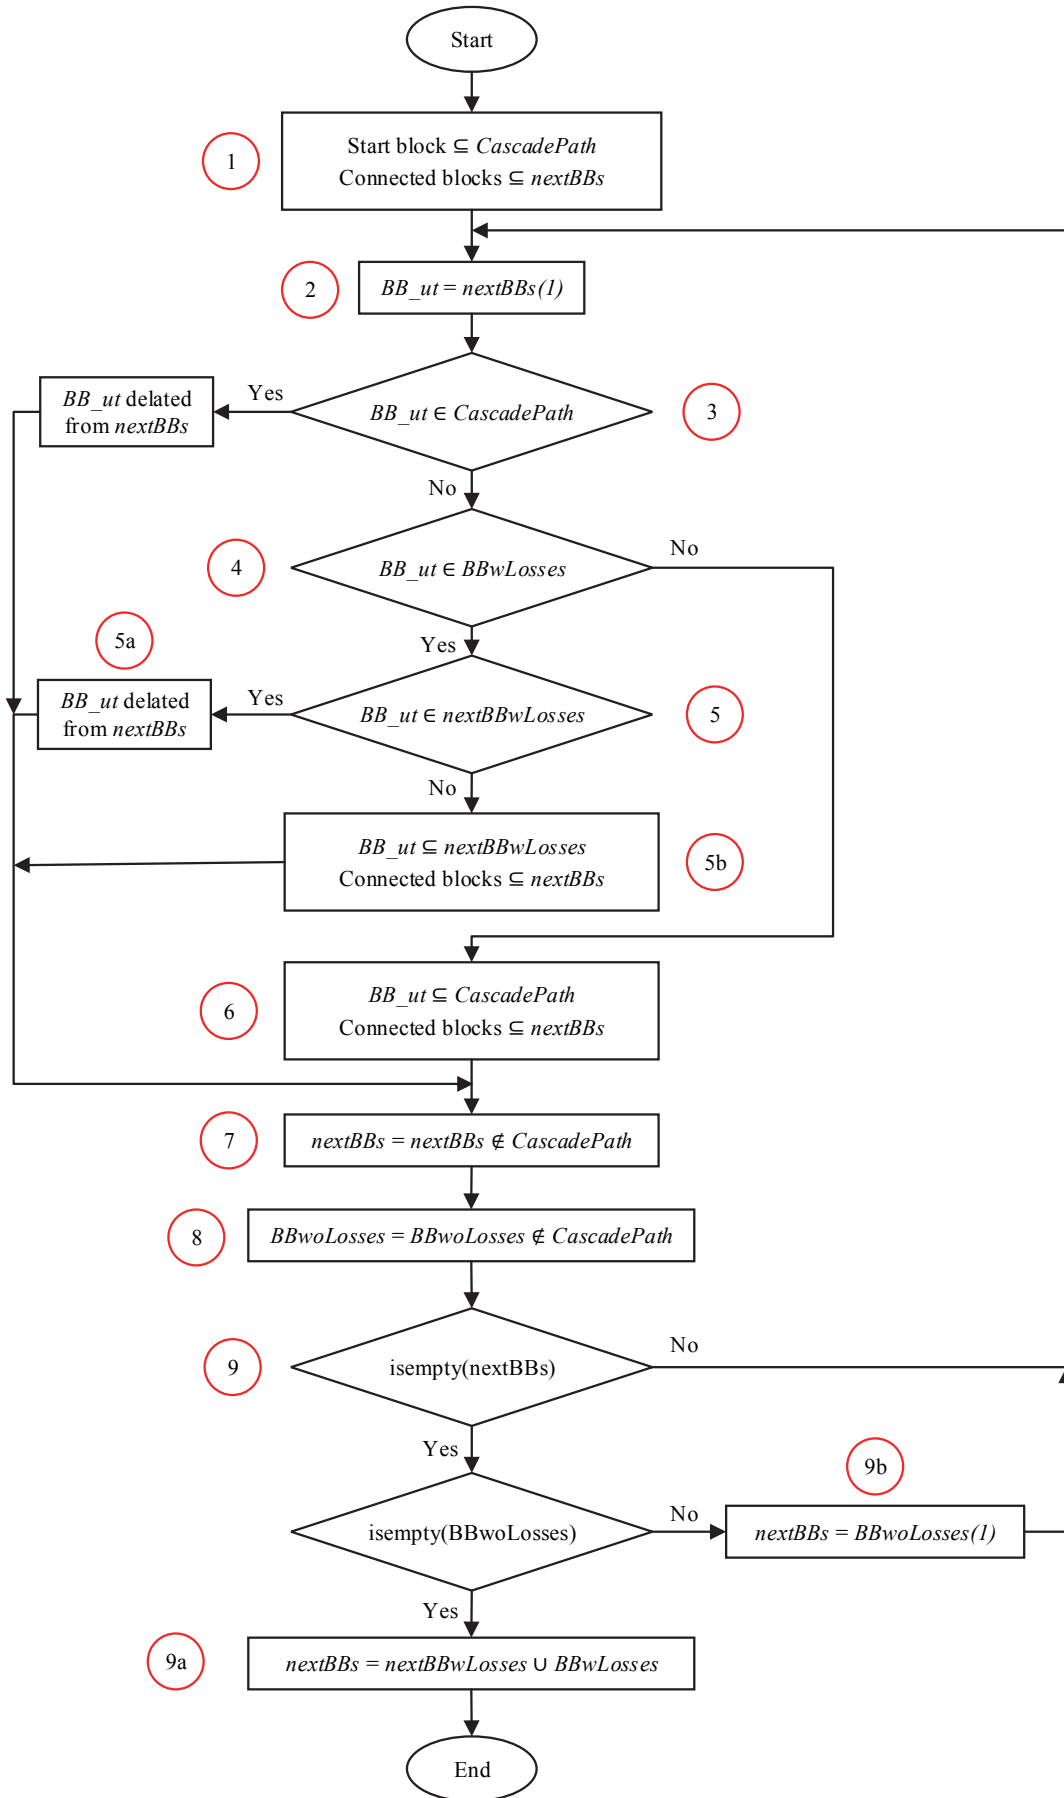 Start
1
Start block ⊆ CascadePath
Connected blocks ⊆ nextBBs
2
BB_ut = nextBBs(1)
BB_ut delated
from nextBBs
Yes
BB_ut ∈ CascadePath
3
No
4
BB_ut ∈ BBwLosses
No
Yes
5a
BB_ut delated
from nextBBs
Yes
BB_ut ∈ nextBBwLosses
5
No
BB_ut ⊆ nextBBwLosses
Connected blocks ⊆ nextBBs
5b
6
BB_ut ⊆ CascadePath
Connected blocks ⊆ nextBBs
7
nextBBs = nextBBs ∉ CascadePath
8
BBwoLosses = BBwoLosses ∉ CascadePath
9
isempty(nextBBs)
No
Yes
9b
isempty(BBwoLosses)
No
nextBBs = BBwoLosses(1)
Yes
9a
nextBBs = nextBBwLosses ∪ BBwLosses
End